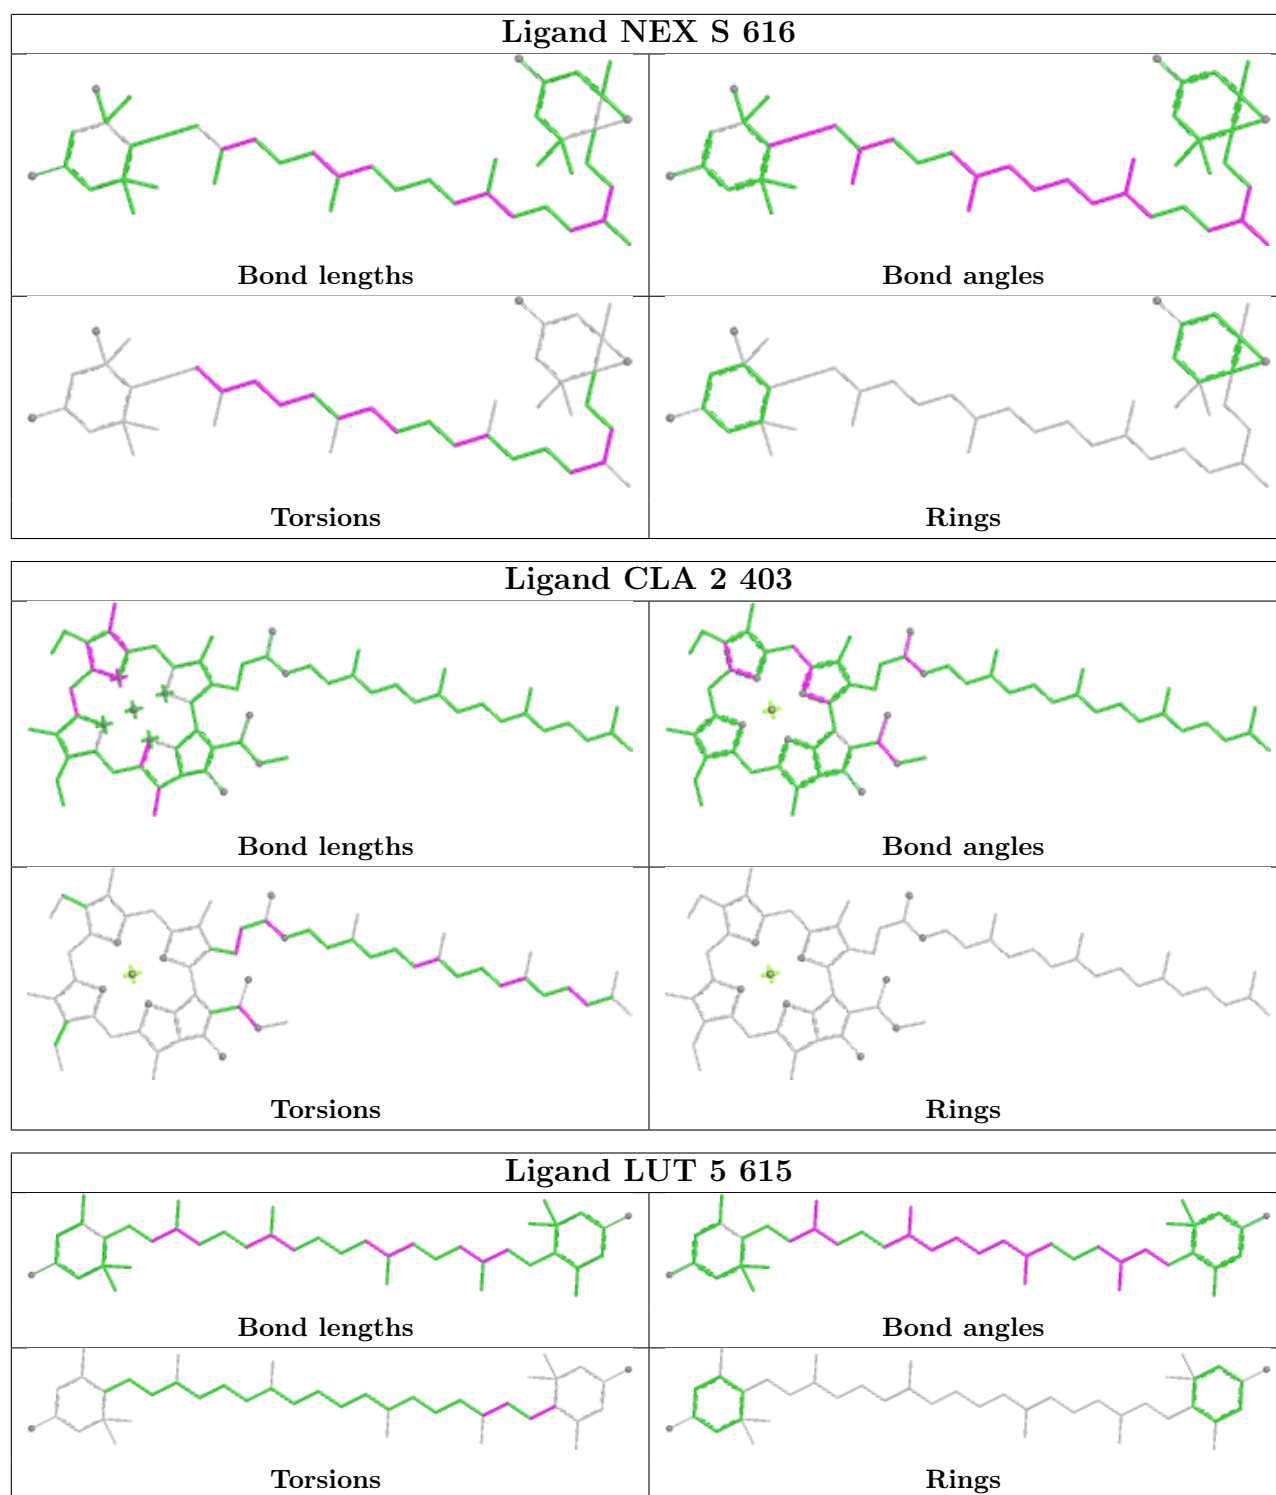 Ligand NEX S 616
Bond lengths
Bond angles
Torsions
Rings
Ligand CLA 2 403
Bond lengths
Bond angles
Torsions
Rings
Ligand LUT 5 615
Bond lengths
Bond angles
Torsions
Rings